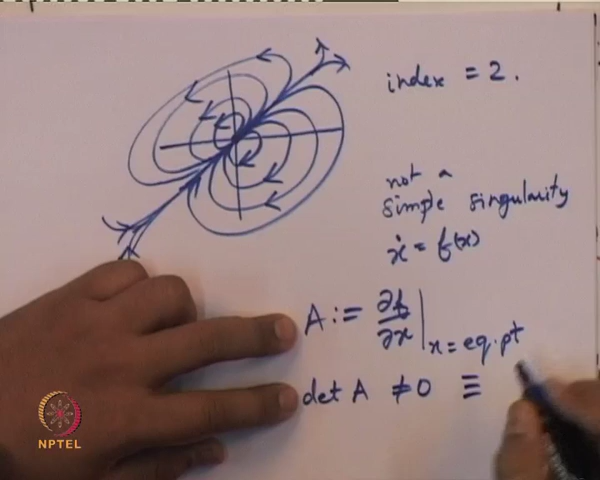 index = 2.
not a
simple singularity
ẋ = f(x)
A := ∂f/∂x |x = eq. pt
det A ≠ 0 ≡
NPTEL